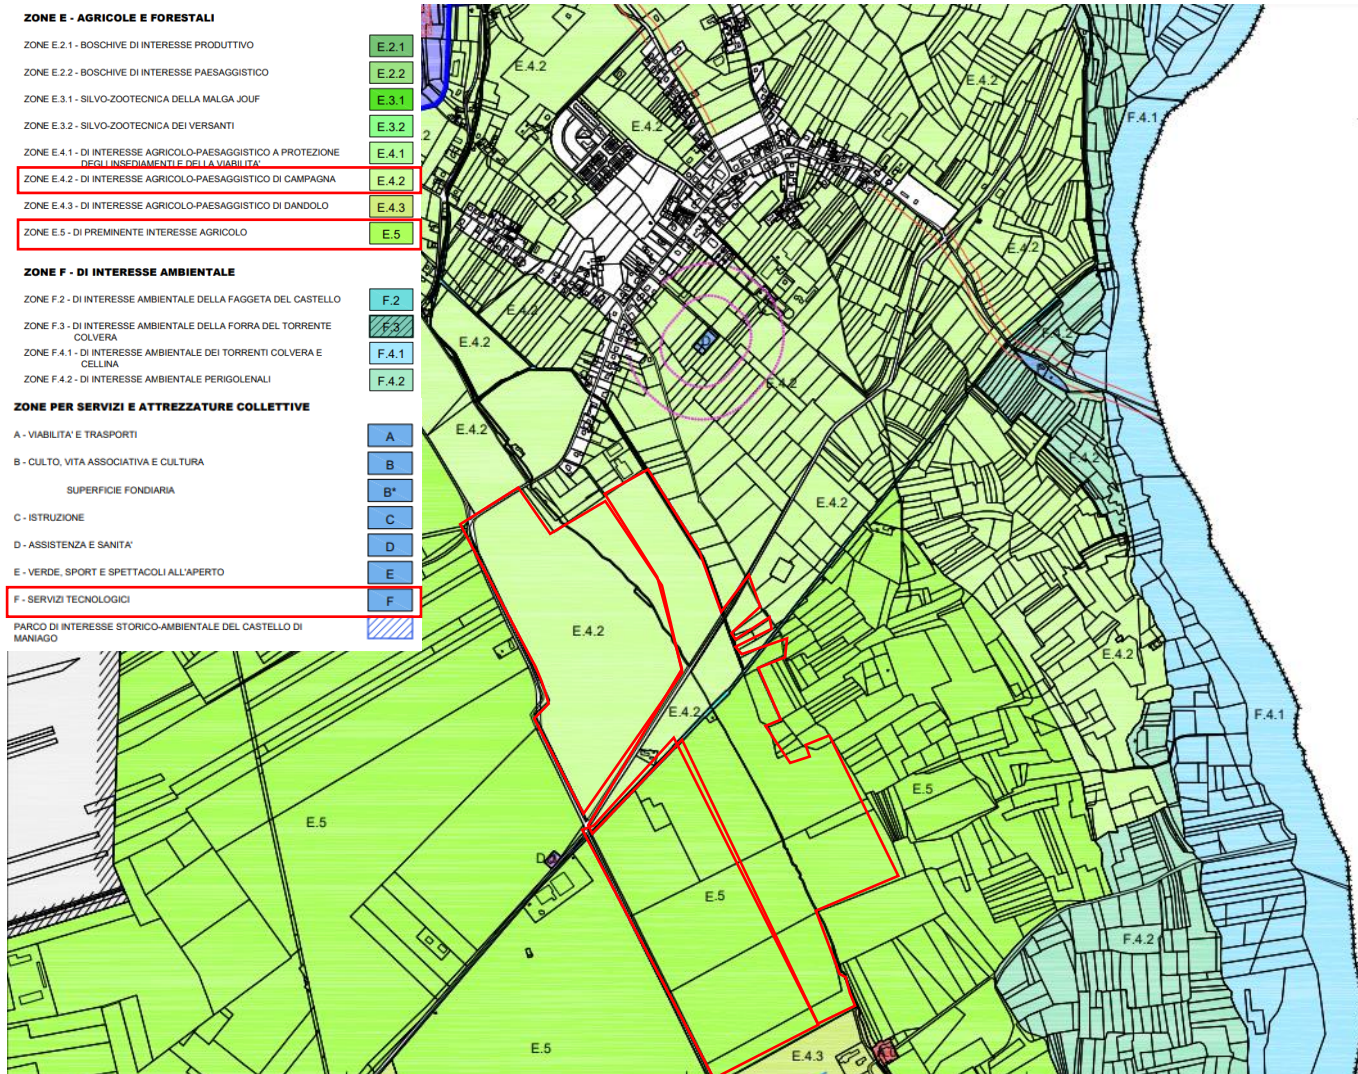 ZONE E - AGRICOLE E FORESTALI
ZONE E.2.1 - BOSCHIVE DI INTERESSE PRODUTTIVO E.2.1
ZONE E.2.2 - BOSCHIVE DI INTERESSE PAESAGGISTICO E.2.2
ZONE E.3.1 - SILVO-ZOOTECNICA DELLA MALGA JOUF E.3.1
ZONE E.3.2 - SILVO-ZOOTECNICA DEI VERSANTI E.3.2
ZONE E.4.1 - DI INTERESSE AGRICOLO-PAESAGGISTICO A PROTEZIONE E.4.1
DEGLI INSEDIAMENTI E DELLA VIABILITA'
ZONE E.4.2 - DI INTERESSE AGRICOLO-PAESAGGISTICO DI CAMPAGNA E.4.2
ZONE E.4.3 - DI INTERESSE AGRICOLO-PAESAGGISTICO DI DANDOLO E.4.3
ZONE E.5 - DI PREMINENTE INTERESSE AGRICOLO E.5
ZONE F - DI INTERESSE AMBIENTALE
ZONE F.2 - DI INTERESSE AMBIENTALE DELLA FAGGETA DEL CASTELLO F.2
ZONE F.3 - DI INTERESSE AMBIENTALE DELLA FORRA DEL TORRENTE F.3
COLVERA
ZONE F.4.1 - DI INTERESSE AMBIENTALE DEI TORRENTI COLVERA E F.4.1
CELLINA
ZONE F.4.2 - DI INTERESSE AMBIENTALE PERIGOLENALI F.4.2
ZONE PER SERVIZI E ATTREZZATURE COLLETTIVE
A - VIABILITA' E TRASPORTI A
B - CULTO, VITA ASSOCIATIVA E CULTURA B
SUPERFICIE FONDIARIA B*
C - ISTRUZIONE C
D - ASSISTENZA E SANITA' D
E - VERDE, SPORT E SPETTACOLI ALL'APERTO E
F - SERVIZI TECNOLOGICI F
PARCO DI INTERESSE STORICO-AMBIENTALE DEL CASTELLO DI
MANIAGO
E.4.2
E.4.2
F.4.1
E.4.2
E.4.2
E.4.2
E.4.2
E.4.2
D
E.4.2
E.4.2
F.4.2
E.4.2
E.4.2
E.4.2
E.4.2
E.4.2
F.4.1
E.5
E.5
D
E.5
F.4.2
E.5
E.4.3